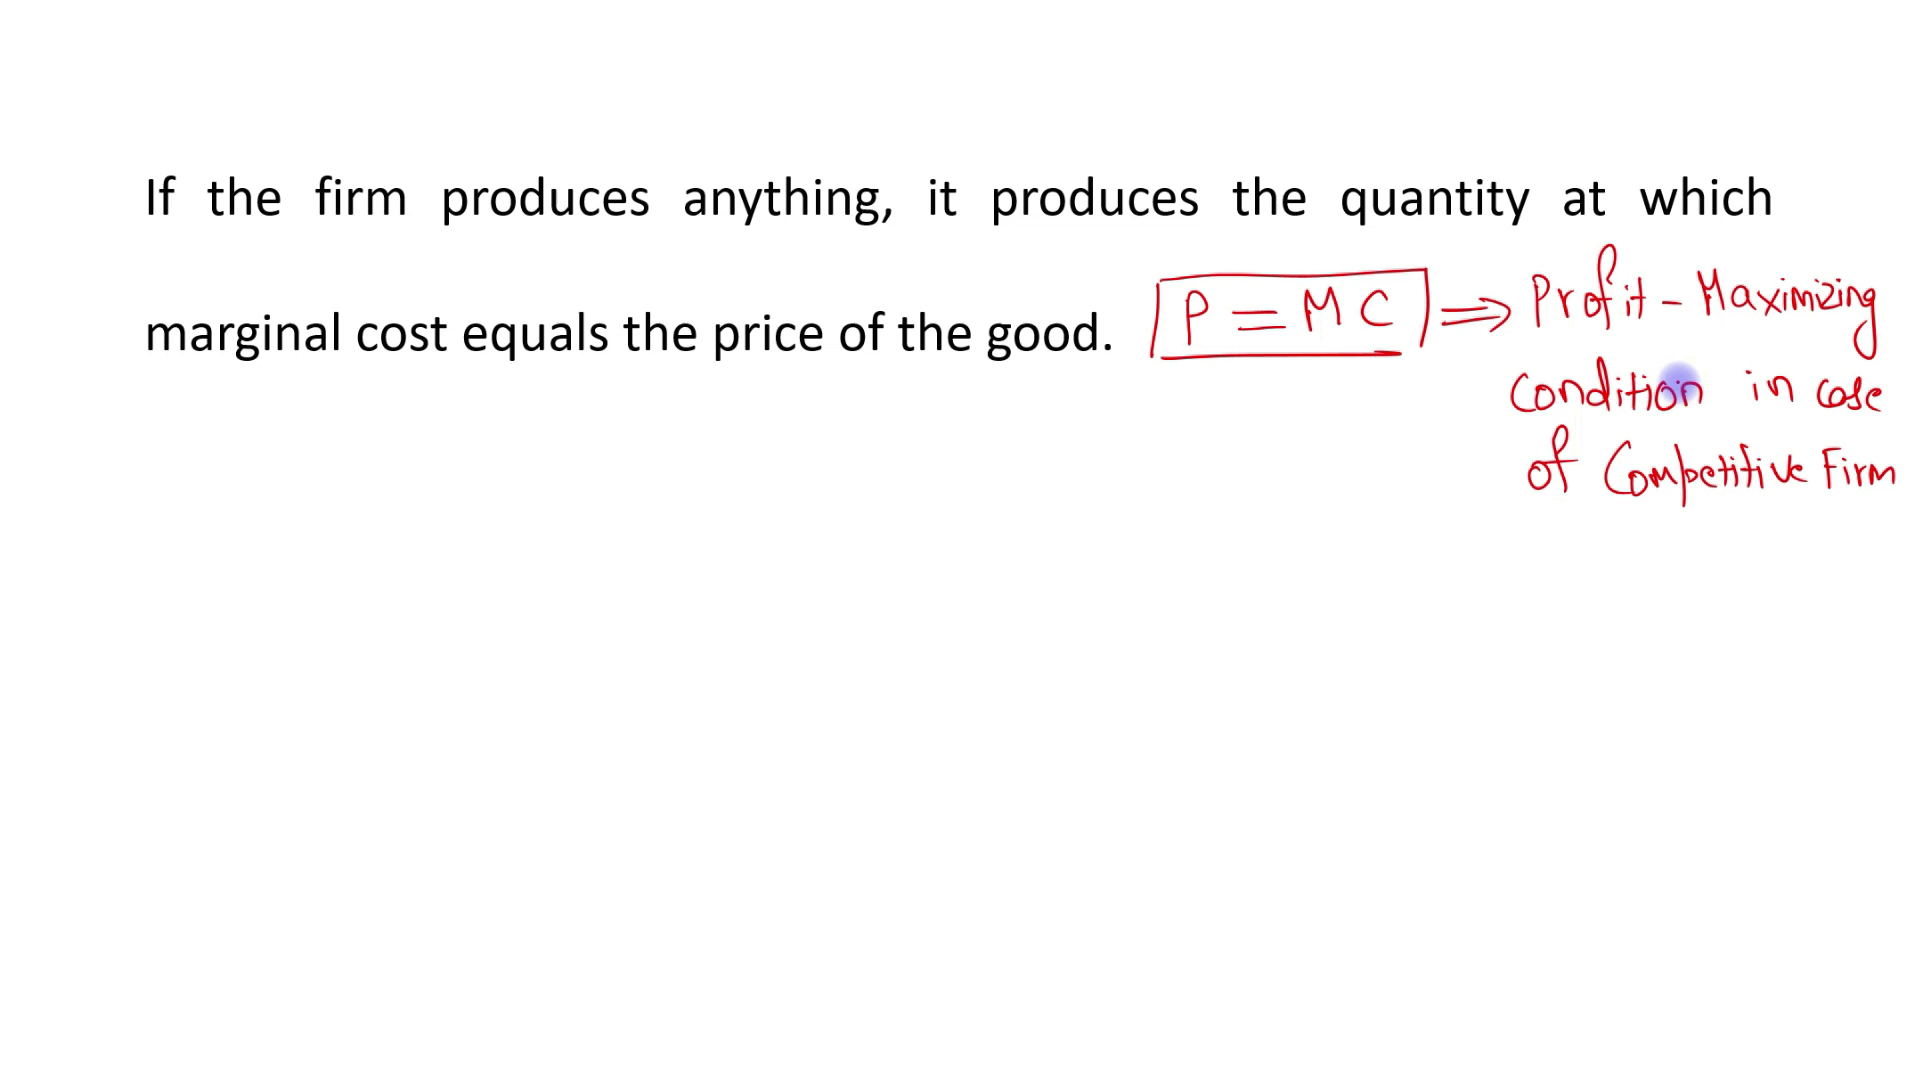 If the firm produces anything, it produces the quantity at which
marginal cost equals the price of the good. P = MC ⇒ Profit - Maximizing
Condition in case
of Competitive Firm